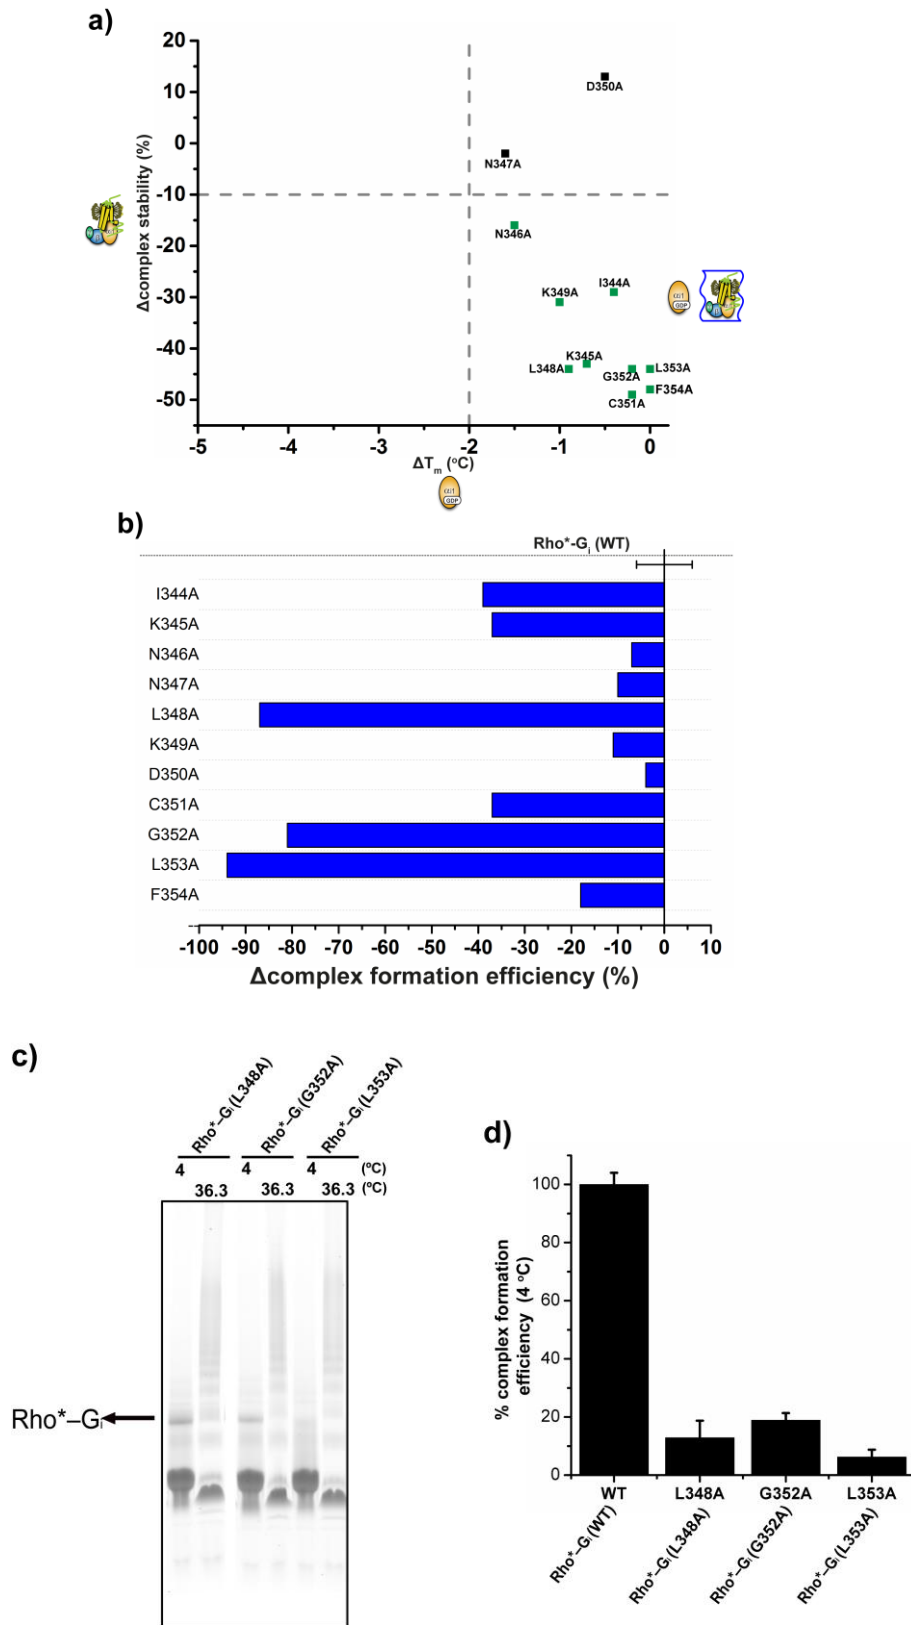 a)
20
10
0
-10
-20
-30
-40
-50
Δcomplex stability (%)
D350A
N347A
N346A
I344A
K349A
K345A
L348A
G352A
L353A
F354A
C351A
αi1
GDP
-5 -4 -3 -2 -1 0
ΔTm (°C)
αi1
GDP
b)
Rho*-Gi (WT)
I344A
K345A
N346A
N347A
L348A
K349A
D350A
C351A
G352A
L353A
F354A
-100 -90 -80 -70 -60 -50 -40 -30 -20 -10 0 10
Δcomplex formation efficiency (%)
c)
Rho*–Gi(L348A)
Rho*–Gi(G352A)
Rho*–Gi(L353A)
4 4 4 (ºC)
36.3 36.3 36.3 (ºC)
Rho*–Gi
d)
% complex formation
efficiency (4 ºC)
100
80
60
40
20
0
WT L348A G352A L353A
Rho*–Gi(WT)
Rho*–Gi(L348A)
Rho*–Gi(G352A)
Rho*–Gi(L353A)